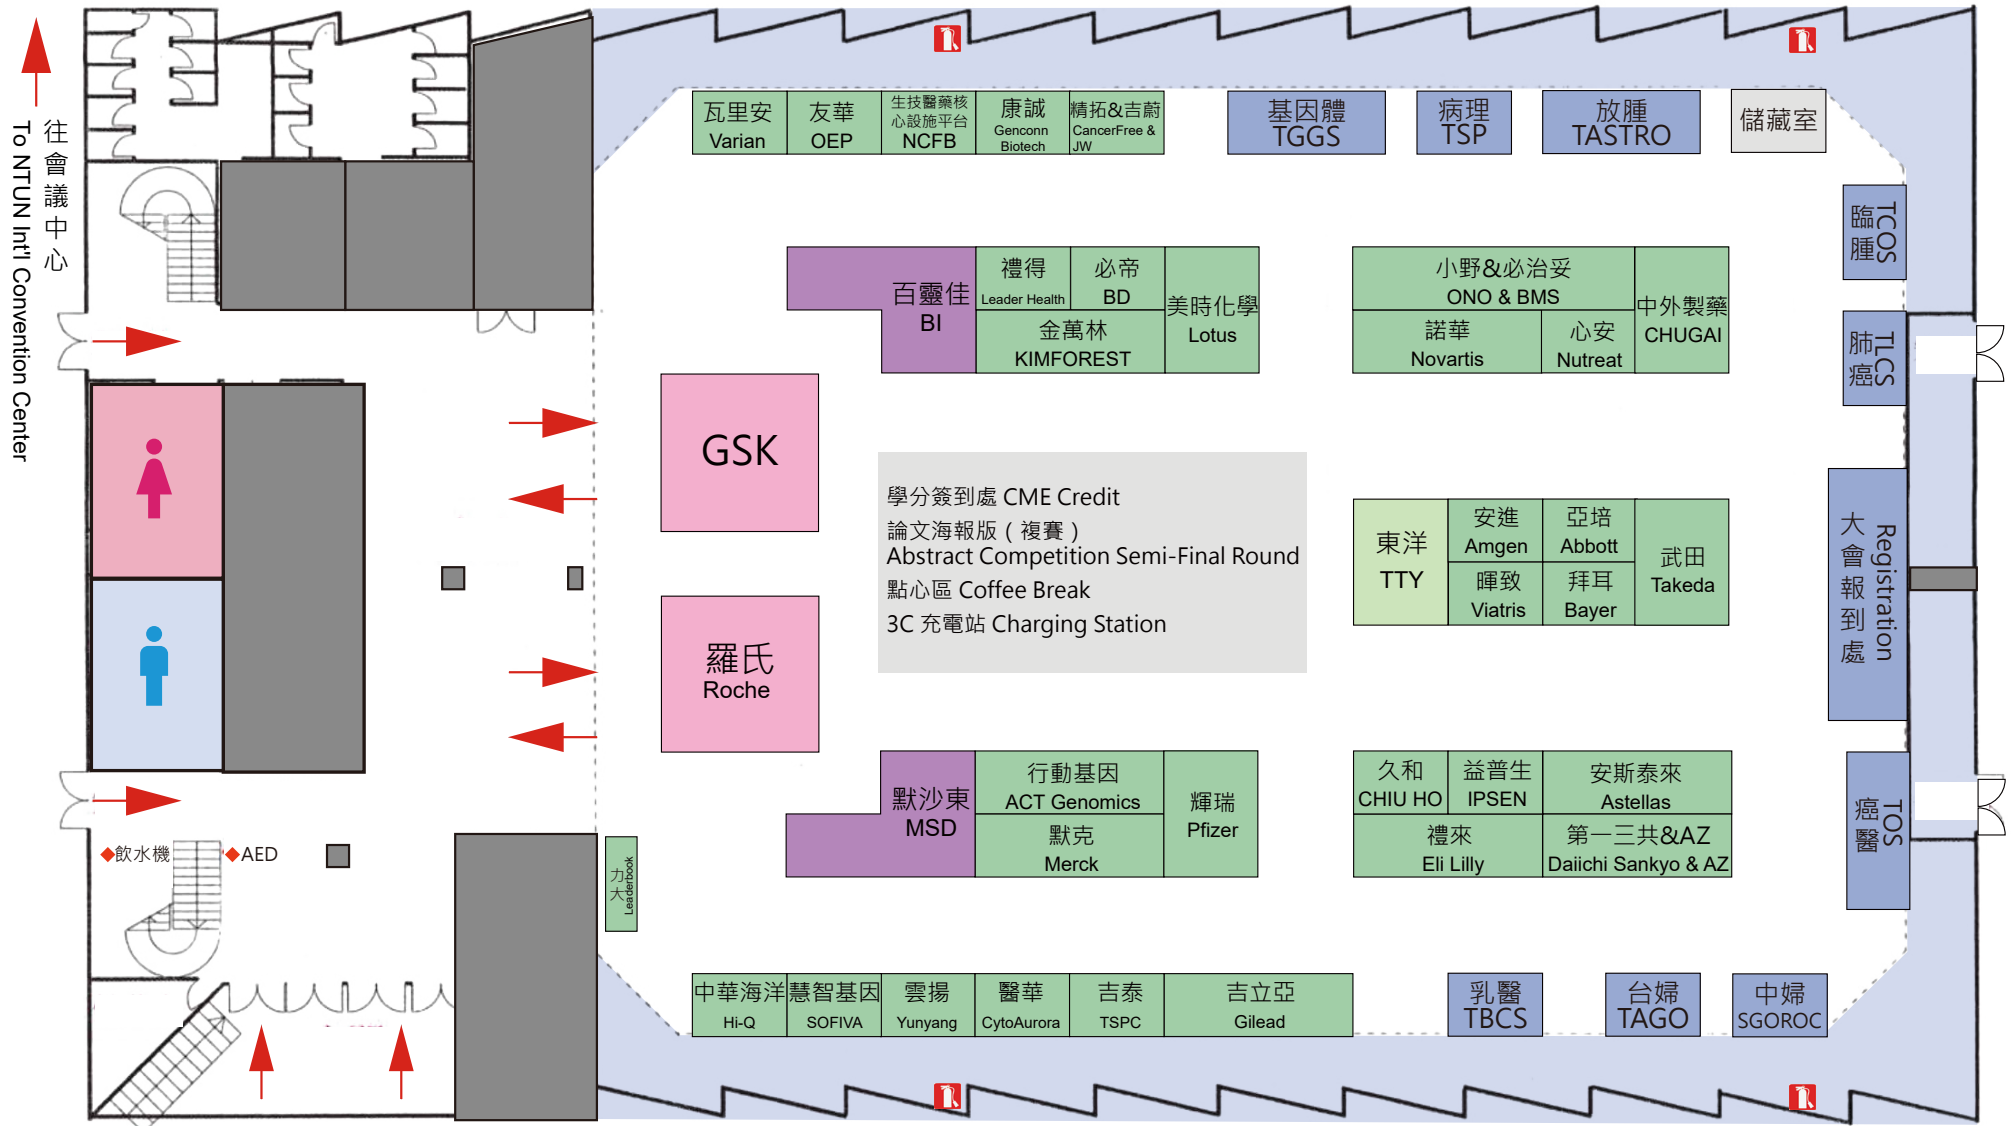 往會議中心
To NTUN Int'l Convention Center
瓦里安
Varian
友華
OEP
生技醫藥核
心設施平台
NCFB
康誠
Genconn
Biotech
精拓&吉蔚
CancerFree &
JW
基因體
TGGS
病理
TSP
放腫
TASTRO
儲藏室
TCOS
臨腫
TLCS
肺癌
百靈佳
BI
禮得
Leader Health
必帝
BD
金萬林
KIMFOREST
美時化學
Lotus
小野&必治妥
ONO & BMS
諾華
Novartis
心安
Nutreat
中外製藥
CHUGAI
GSK
羅氏
Roche
學分簽到處 CME Credit
論文海報版（複賽）
Abstract Competition Semi-Final Round
點心區 Coffee Break
3C 充電站 Charging Station
東洋
TTY
安進
Amgen
亞培
Abbott
暉致
Viatris
拜耳
Bayer
武田
Takeda
Registration
大會報到處
默沙東
MSD
行動基因
ACT Genomics
默克
Merck
輝瑞
Pfizer
久和
CHIU HO
益普生
IPSEN
安斯泰來
Astellas
禮來
Eli Lilly
第一三共&AZ
Daiichi Sankyo & AZ
TOS
癌醫
飲水機
AED
力大
Leaderbook
中華海洋
Hi-Q
慧智基因
SOFIVA
雲揚
Yunyang
醫華
CytoAurora
吉泰
TSPC
吉立亞
Gilead
乳醫
TBCS
台婦
TAGO
中婦
SGOROC